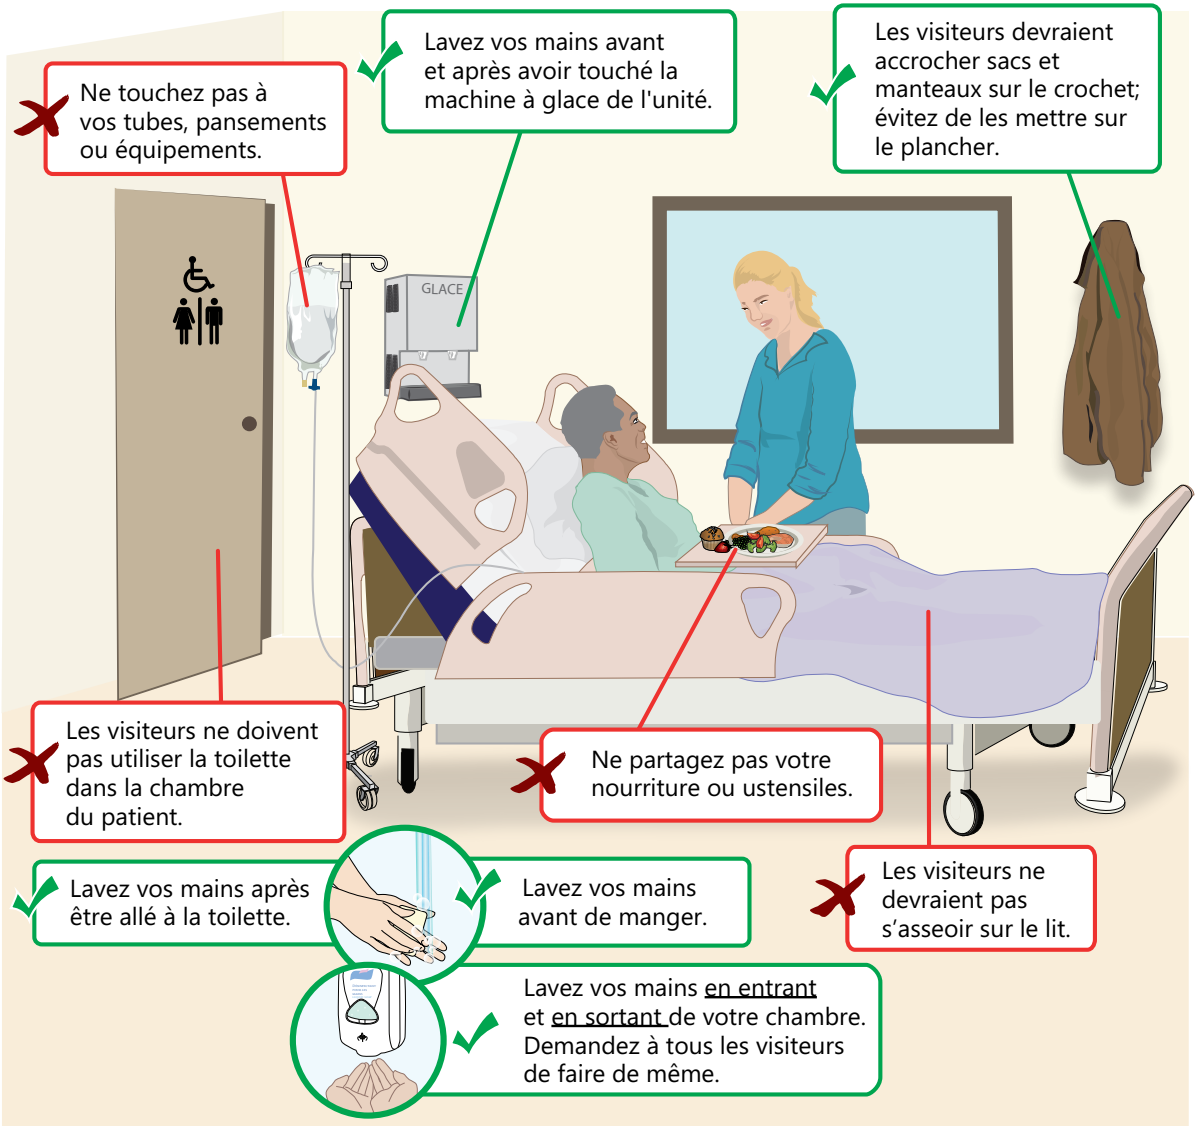 Lavez vos mains avant
et après avoir touché la
machine à glace de l'unité.
Les visiteurs devraient
accrocher sacs et
manteaux sur le crochet;
évitez de les mettre sur
le plancher.
Ne touchez pas à
vos tubes, pansements
ou équipements.
GLACE
Les visiteurs ne doivent
pas utiliser la toilette
dans la chambre
du patient.
Ne partagez pas votre
nourriture ou ustensiles.
Les visiteurs ne
devraient pas
s’asseoir sur le lit.
Lavez vos mains après
être allé à la toilette.
Lavez vos mains
avant de manger.
Lavez vos mains en entrant
et en sortant de votre chambre.
Demandez à tous les visiteurs
de faire de même.